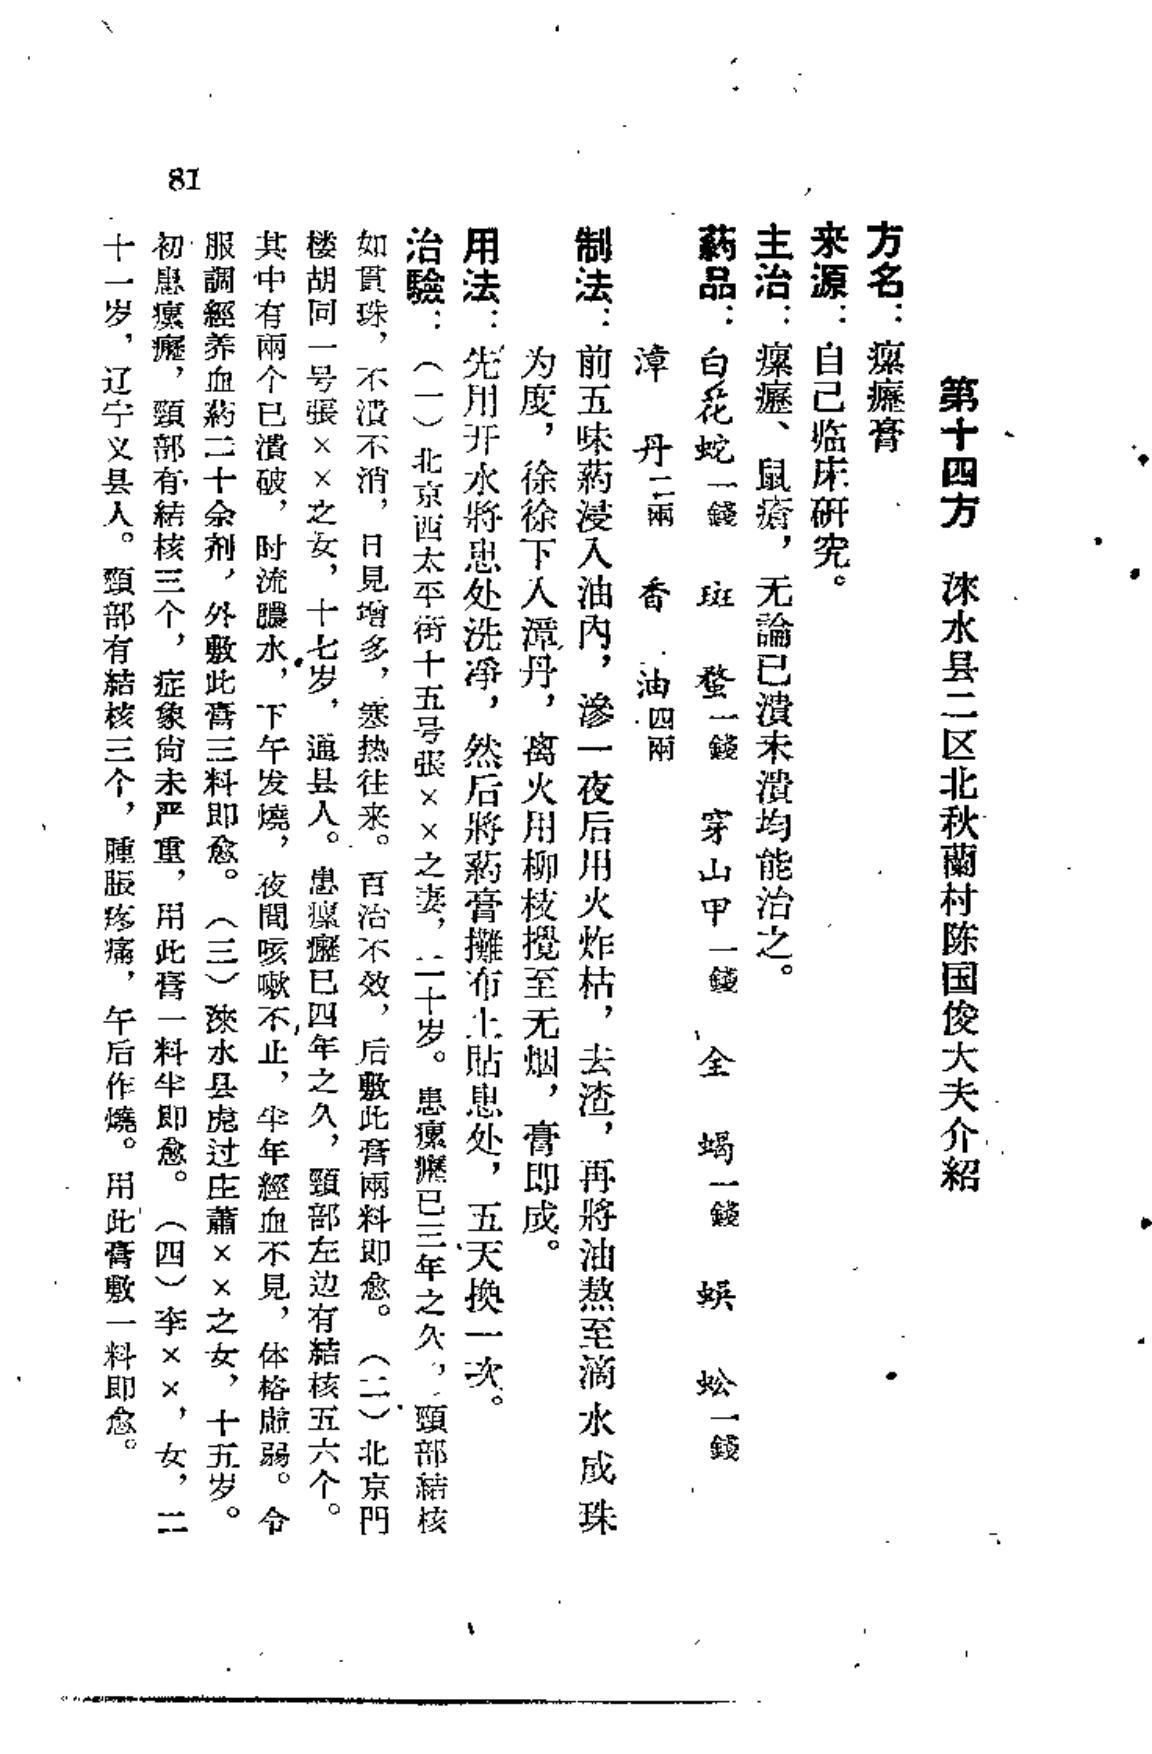 第十四方　淶水县二区北秋蘭村陈国俊大夫介紹
方名：瘰癧膏
来源：自己临床研究。
主治：瘰癧、鼠瘡，无論已潰未潰均能治之。
葯品：白花蛇一錢　斑蝥一錢　穿山甲一錢　全蝎一錢　蜈蚣一錢
漳丹二兩　香油四兩
制法：前五味葯浸入油內，滲一夜后用火炸枯，去渣，再將油熬至滴水成珠
为度，徐徐下入漳丹，离火用柳枝攪至无烟，膏即成。
用法：先用开水將患处洗净，然后將葯膏攤布上貼患处，五天換一次。
治驗：（一）北京西太平街十五号張××之妻，二十岁。患瘰癧已三年之久，頸部結核
如貫珠，不潰不消，日見增多，寒热往来。百治不效，后敷此膏兩料即愈。（二）北京門
楼胡同一号張××之女，十七岁，通县人。患瘰癧已四年之久，頸部左边有結核五六个。
其中有兩个已潰破，时流膿水，下午发燒，夜間咳嗽不止，半年經血不見，体格虛弱。令
服調經养血葯二十余剂，外敷此膏三料即愈。（三）淶水县虎过庄蕭××之女，十五岁。
初患瘰癧，頸部有結核三个，症象尙未严重，用此膏一料半即愈。（四）李××，女，二
十一岁，辽宁义县人。頸部有結核三个，腫脹疼痛，午后作燒。用此膏敷一料即愈。
81